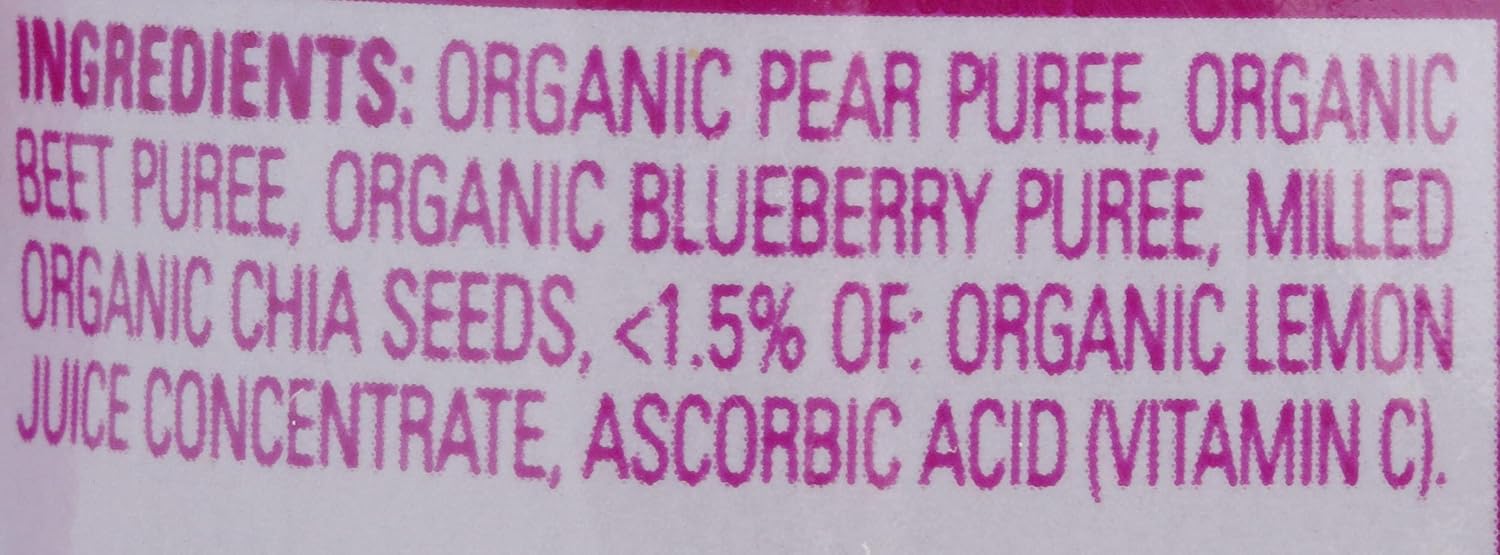 INGREDIENTS: ORGANIC PEAR PUREE, ORGANIC
BEET PUREE, ORGANIC BLUEBERRY PUREE, MILLED
ORGANIC CHIA SEEDS, <1.5% OF: ORGANIC LEMON
JUICE CONCENTRATE, ASCORBIC ACID (VITAMIN C).